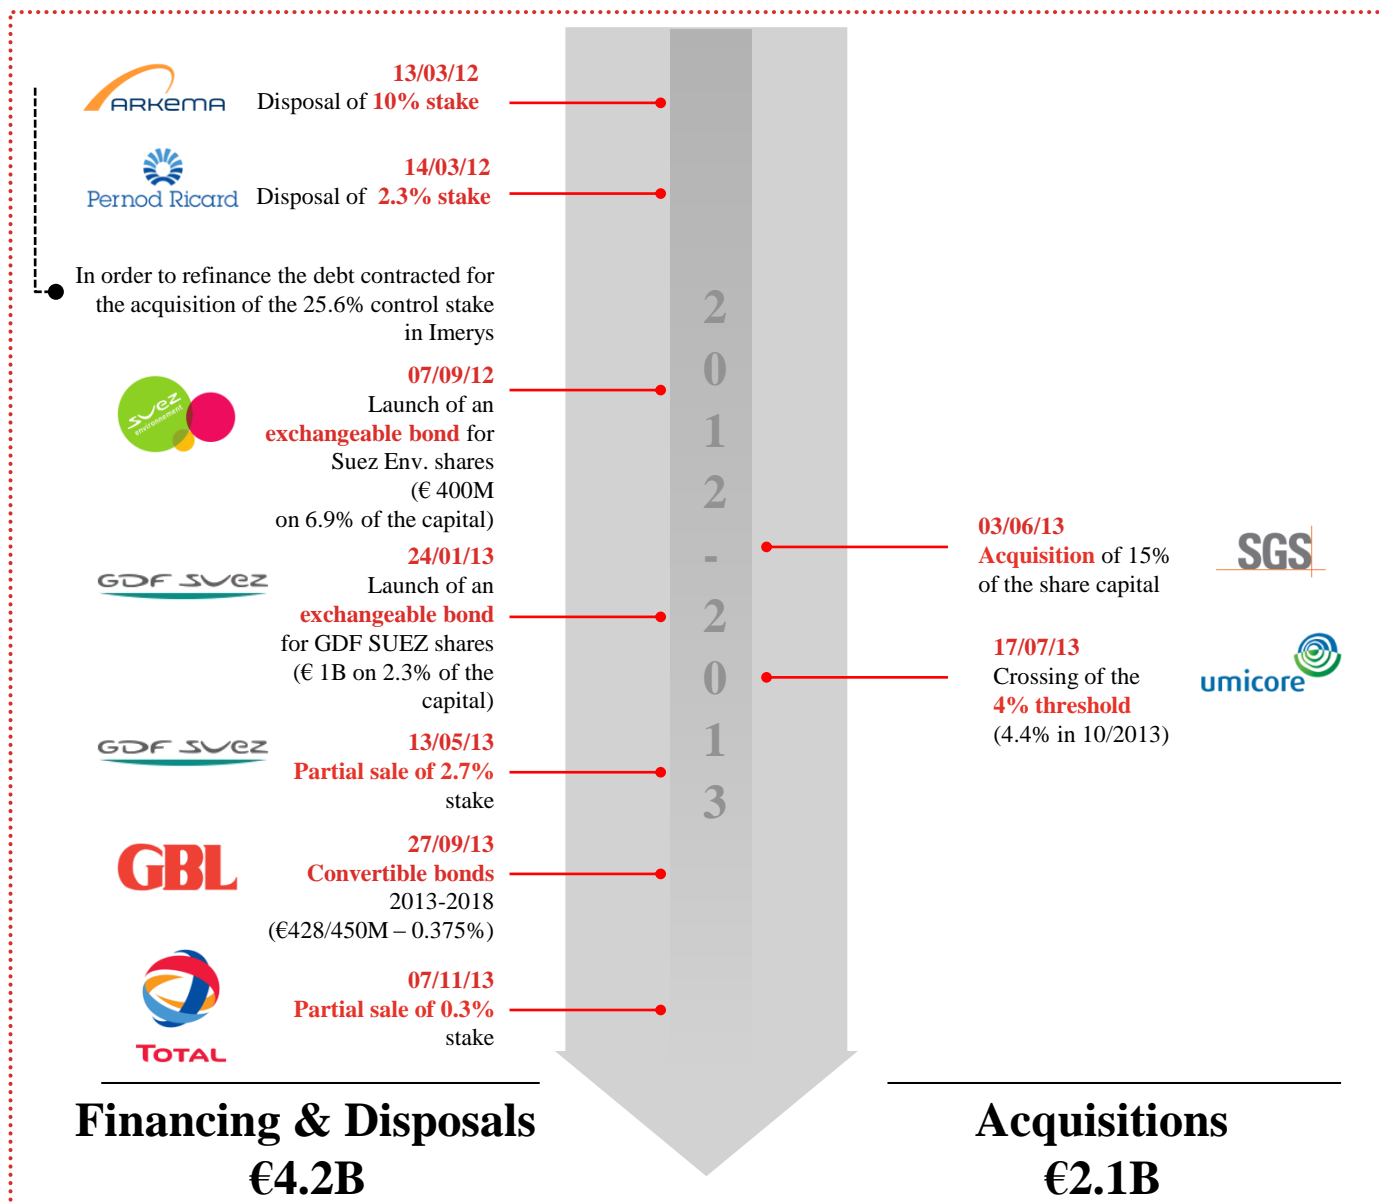 ARKEMA
13/03/12
Disposal of 10% stake
Pernod Ricard
14/03/12
Disposal of 2.3% stake
In order to refinance the debt contracted for
the acquisition of the 25.6% control stake
in Imerys
suez
environnement
07/09/12
Launch of an
exchangeable bond for
Suez Env. shares
(€ 400M
on 6.9% of the capital)
GDF SUEZ
24/01/13
Launch of an
exchangeable bond
for GDF SUEZ shares
(€ 1B on 2.3% of the
capital)
GDF SUEZ
13/05/13
Partial sale of 2.7%
stake
GBL
27/09/13
Convertible bonds
2013-2018
(€428/450M – 0.375%)
TOTAL
07/11/13
Partial sale of 0.3%
stake
Financing & Disposals
€4.2B
2
0
1
2
-
2
0
1
3
03/06/13
Acquisition of 15%
of the share capital
SGS
17/07/13
Crossing of the
4% threshold
(4.4% in 10/2013)
umicore
Acquisitions
€2.1B